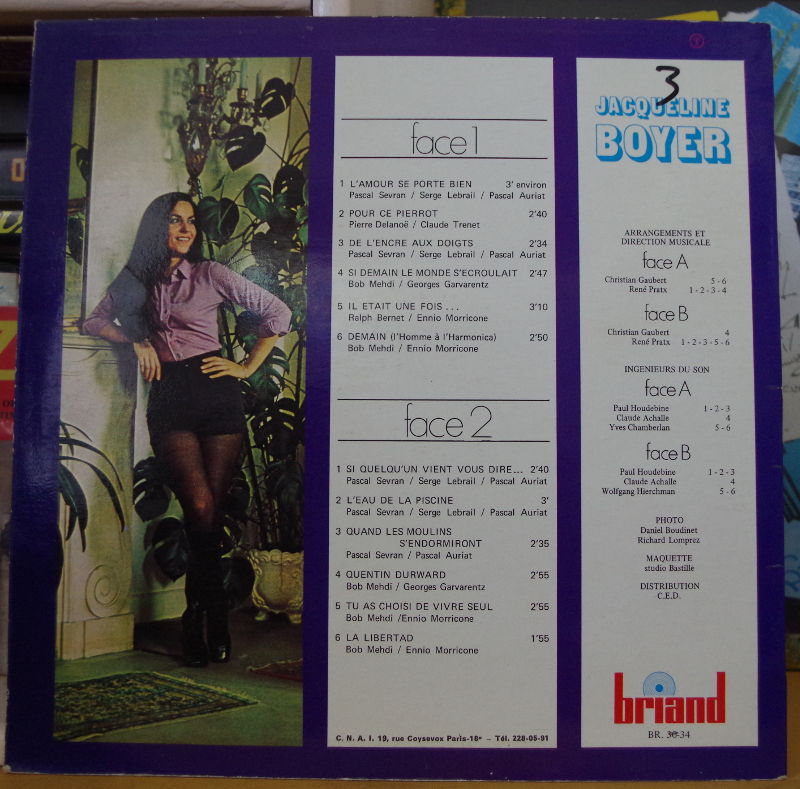 face 1
1 L'AMOUR SE PORTE BIEN 3' environ
Pascal Sevran / Serge Lebrail / Pascal Auriat
2 POUR CE PIERROT 2'40
Pierre Delanoë / Claude Trenet
3 DE L'ENCRE AUX DOIGTS 2'34
Pascal Sevran / Serge Lebrail / Pascal Auriat
4 SI DEMAIN LE MONDE S'ECROULAIT 2'47
Bob Mehdi / Georges Garvarentz
5 IL ETAIT UNE FOIS ... 3'10
Ralph Bernet / Ennio Morricone
6 DEMAIN (l'Homme à l'Harmonica) 2'50
Bob Mehdi / Ennio Morricone
face 2
1 SI QUELQU'UN VIENT VOUS DIRE... 2'40
Pascal Sevran / Serge Lebrail / Pascal Auriat
2 L'EAU DE LA PISCINE 3'
Pascal Sevran / Serge Lebrail / Pascal Auriat
3 QUAND LES MOULINS
S'ENDORMIRONT 2'35
Pascal Sevran / Pascal Auriat
4 QUENTIN DURWARD 2'55
Bob Mehdi / Georges Garvarentz
5 TU AS CHOISI DE VIVRE SEUL 2'55
Bob Mehdi /Ennio Morricone
6 LA LIBERTAD 1'55
Bob Mehdi / Ennio Morricone
C. N. A. I. 19, rue Coysevox Paris-18e - Tél. 228-05-91
3
JACQUELINE
BOYER
ARRANGEMENTS ET
DIRECTION MUSICALE
face A
Christian Gaubert 5 - 6
René Pratx 1 - 2 - 3 - 4
face B
Christian Gaubert 4
René Pratx 1 - 2 - 3 - 5 - 6
INGENIEURS DU SON
face A
Paul Houdebine 1 - 2 - 3
Claude Achalle 4
Yves Chamberlan 5 - 6
face B
Paul Houdebine 1 - 2 - 3
Claude Achalle 4
Wolfgang Hierchman 5 - 6
PHOTO
Daniel Boudinet
Richard Lomprez
MAQUETTE
studio Bastille
DISTRIBUTION
C.E.D.
briand
BR. 30-34